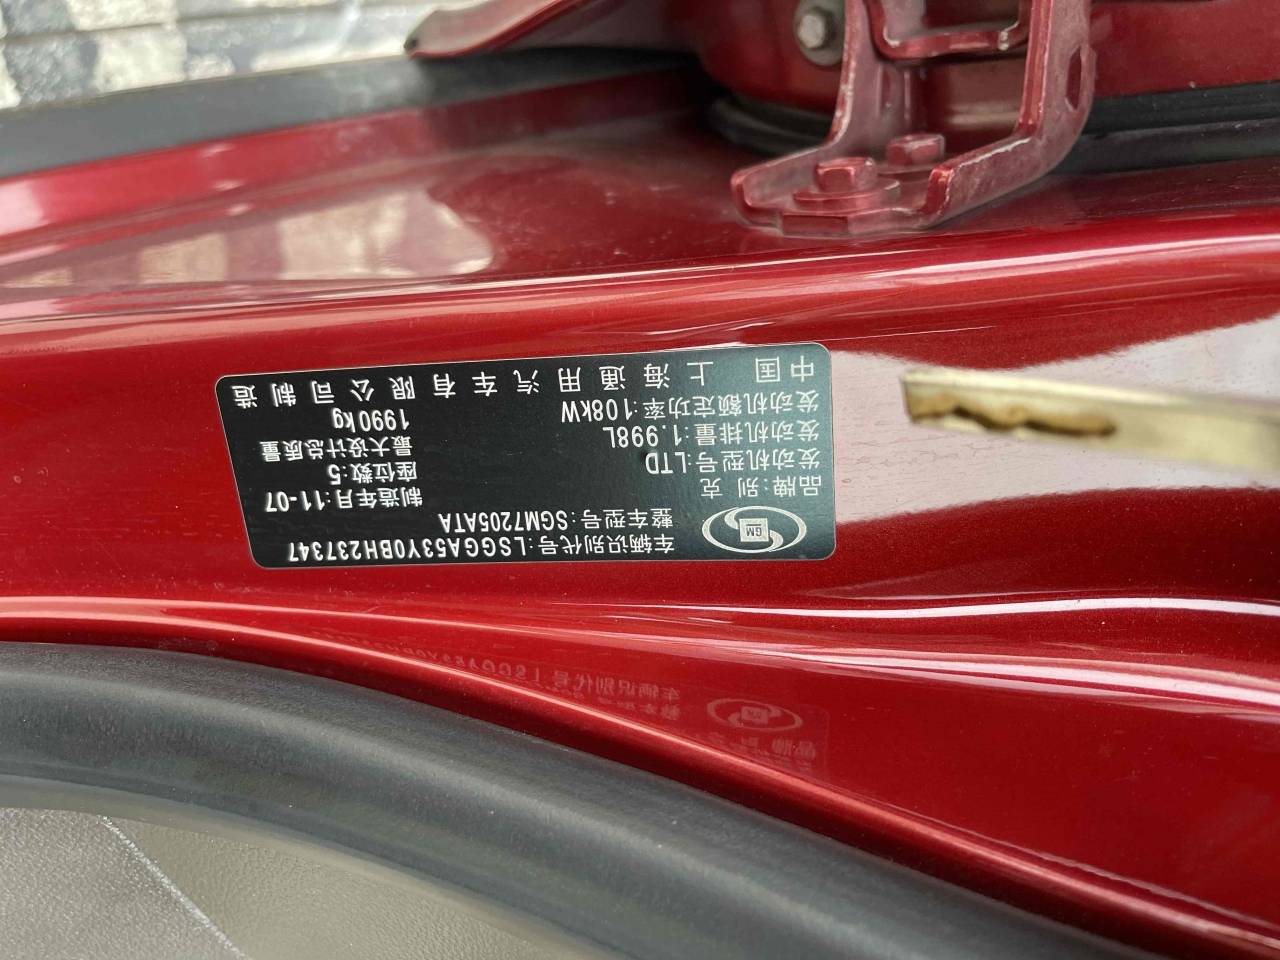 车辆识别代号:LSGGA53Y0BH237347
整车型号:SGM7205ATA
GM
品牌:别 克 制造年月:11-07
发动机型号:LTD 座位数:5
发动机排量:1.998L 最大设计总质量
发动机额定功率:108kW 1990kg
中国 上海通用汽车有限公司制造